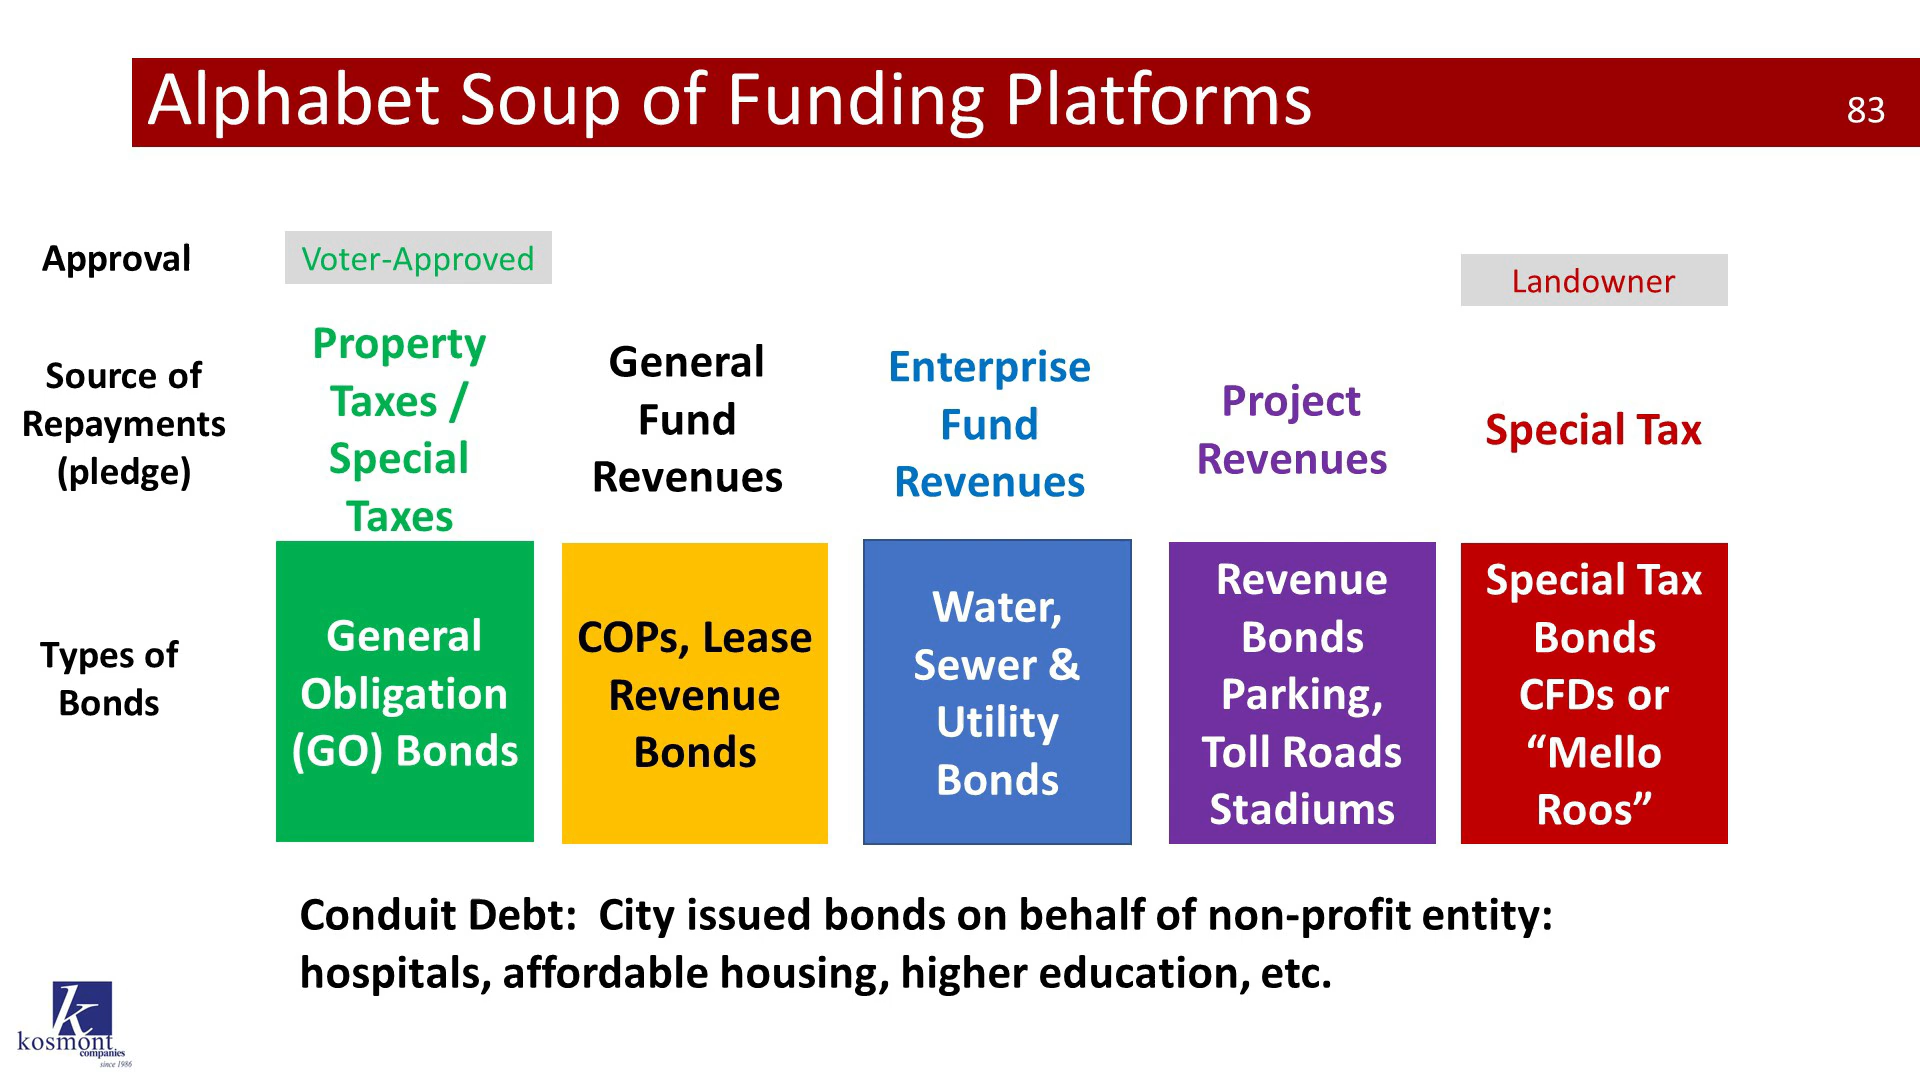 Alphabet Soup of Funding Platforms
83
Approval
Voter-Approved
Landowner
Source of
Repayments
(pledge)
Property
Taxes /
Special
Taxes
General
Fund
Revenues
Enterprise
Fund
Revenues
Project
Revenues
Special Tax
Types of
Bonds
General
Obligation
(GO) Bonds
COPs, Lease
Revenue
Bonds
Water,
Sewer &
Utility
Bonds
Revenue
Bonds
Parking,
Toll Roads
Stadiums
Special Tax
Bonds
CFDs or
“Mello
Roos”
Conduit Debt:  City issued bonds on behalf of non-profit entity:
hospitals, affordable housing, higher education, etc.
k
kosmont
companies
since 1986